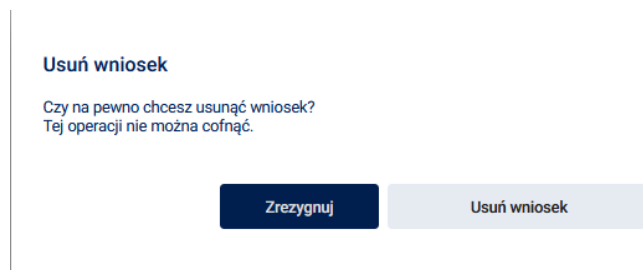 Usuń wniosek
Czy na pewno chcesz usunąć wniosek?
Tej operacji nie można cofnąć.
Zrezygnuj
Usuń wniosek